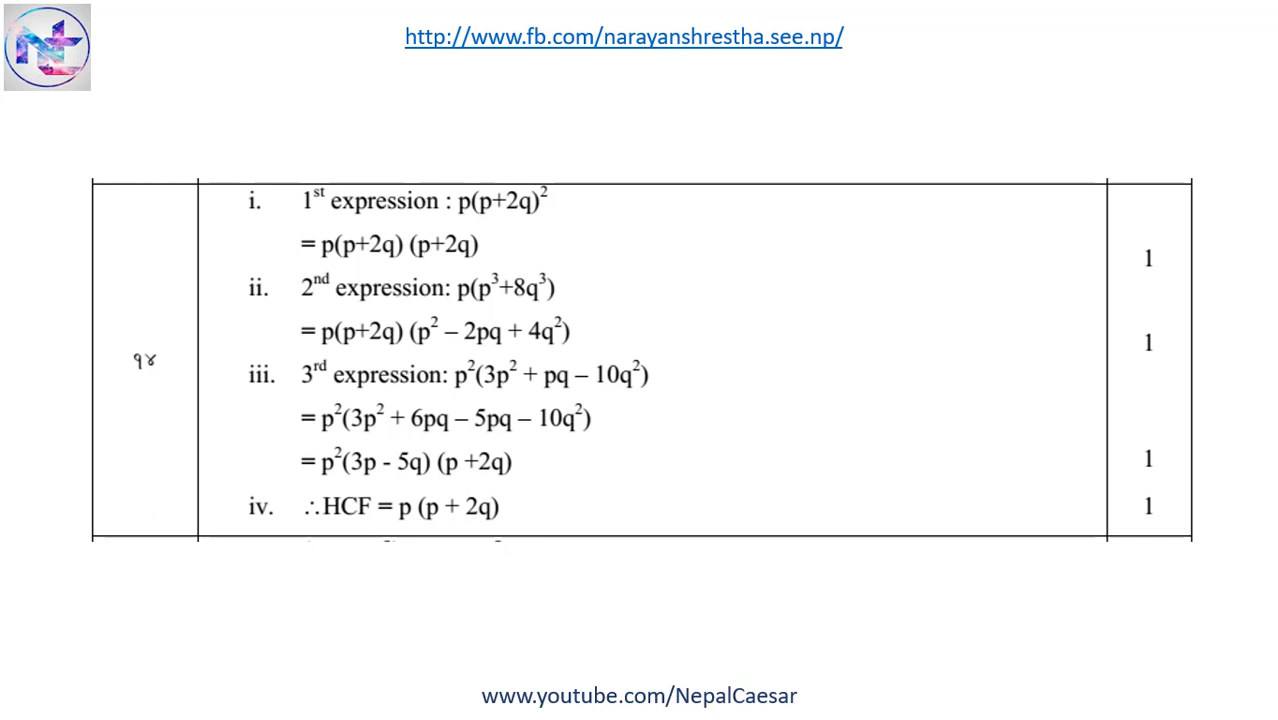 http://www.fb.com/narayanshrestha.see.np/
i. 1st expression : p(p+2q)²
= p(p+2q) (p+2q)
1
ii. 2nd expression: p(p³+8q³)
= p(p+2q) (p² – 2pq + 4q²)
1
१४
iii. 3rd expression: p²(3p² + pq – 10q²)
= p²(3p² + 6pq – 5pq – 10q²)
= p²(3p - 5q) (p +2q)
1
iv. ∴HCF = p (p + 2q)
1
www.youtube.com/NepalCaesar